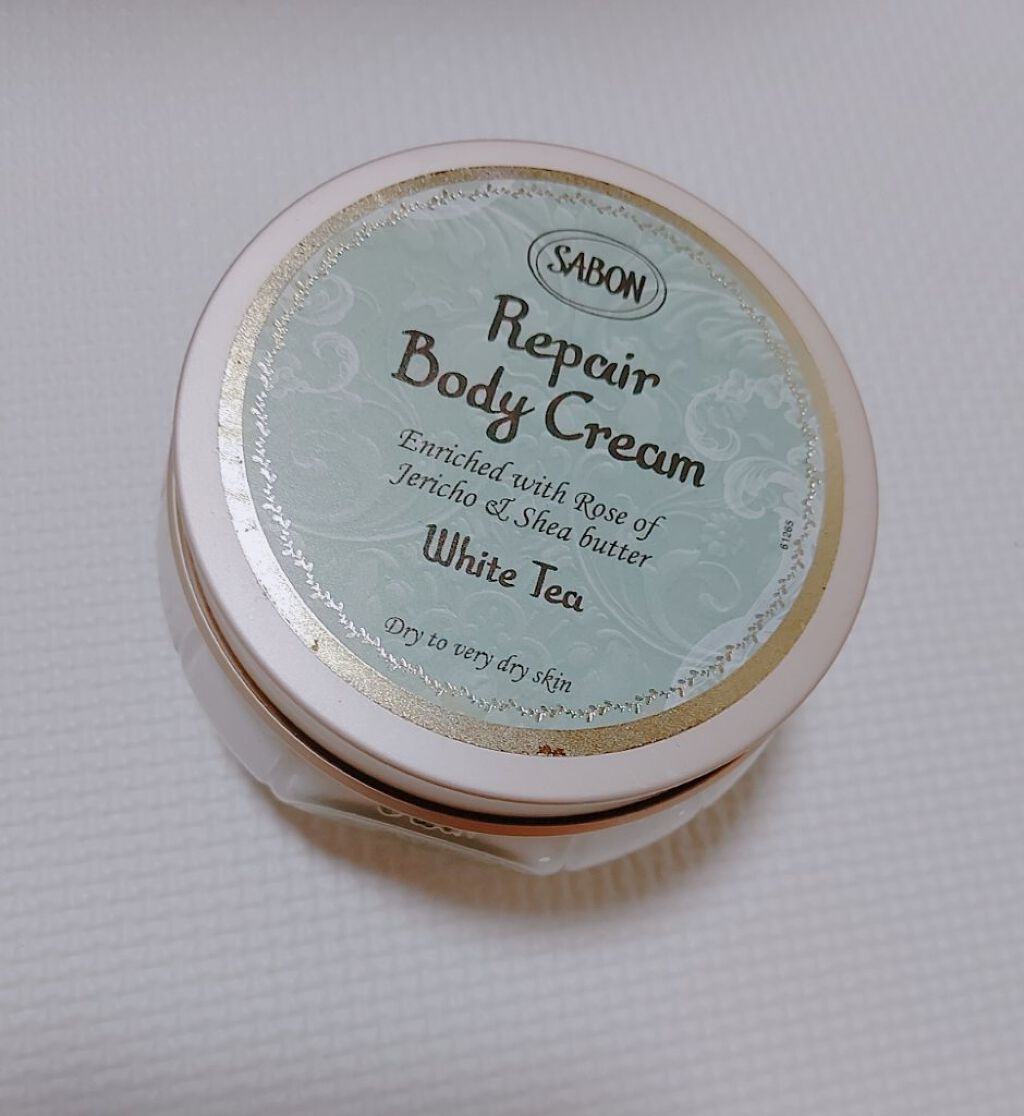 SABON
Repair
Body Cream
Enriched with Rose of
Jericho & Shea butter
White Tea
Dry to very dry skin
61265